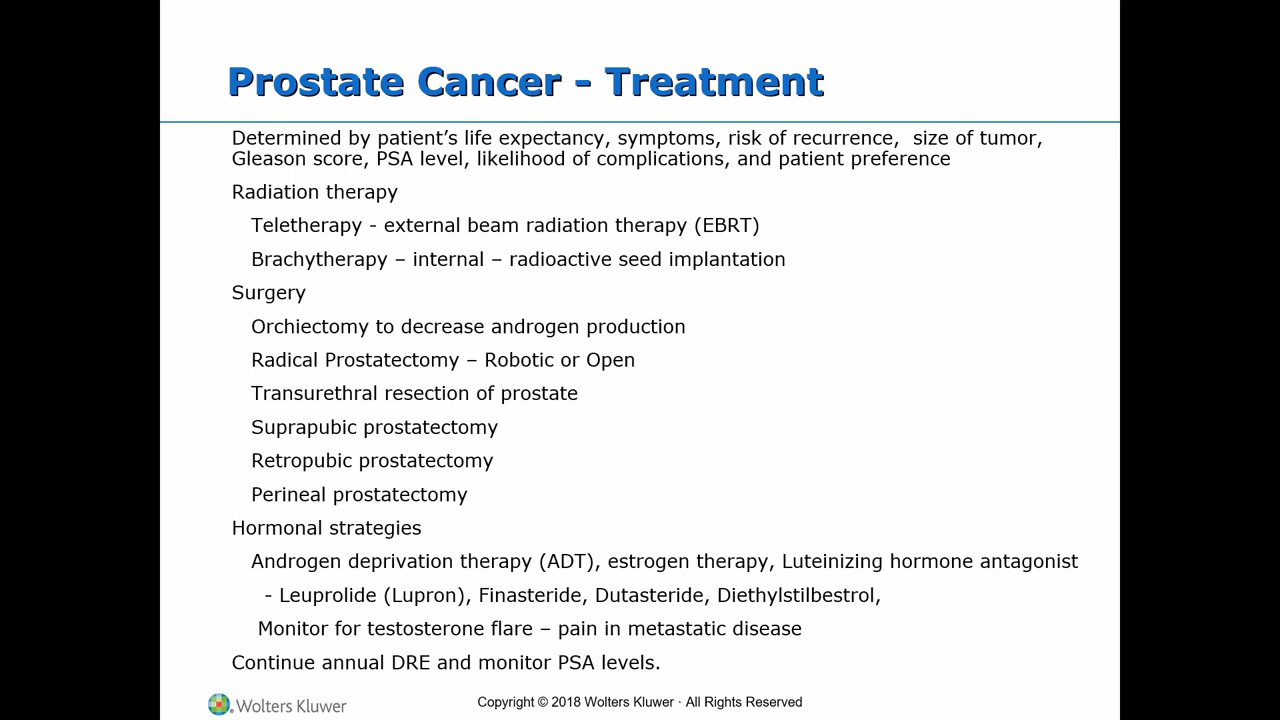 Prostate Cancer - Treatment
Determined by patient's life expectancy, symptoms, risk of recurrence,  size of tumor,
Gleason score, PSA level, likelihood of complications, and patient preference
Radiation therapy
Teletherapy - external beam radiation therapy (EBRT)
Brachytherapy – internal – radioactive seed implantation
Surgery
Orchiectomy to decrease androgen production
Radical Prostatectomy – Robotic or Open
Transurethral resection of prostate
Suprapubic prostatectomy
Retropubic prostatectomy
Perineal prostatectomy
Hormonal strategies
Androgen deprivation therapy (ADT), estrogen therapy, Luteinizing hormone antagonist
- Leuprolide (Lupron), Finasteride, Dutasteride, Diethylstilbestrol,
Monitor for testosterone flare – pain in metastatic disease
Continue annual DRE and monitor PSA levels.
Wolters Kluwer
Copyright © 2018 Wolters Kluwer · All Rights Reserved